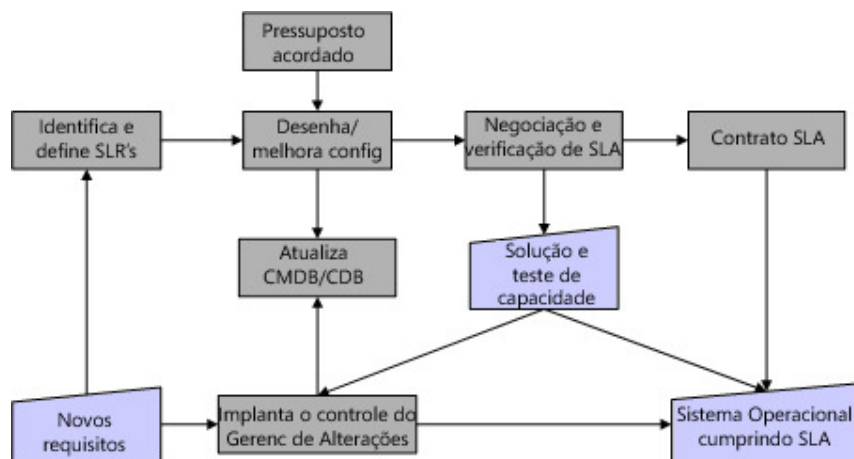 Pressuposto
acordado
Identifica e
define SLR's
Desenha/
melhora config
Negociação e
verificação de SLA
Contrato SLA
Atualiza
CMDB/CDB
Solução e
teste de
capacidade
Novos
requisitos
Implanta o controle do
Gerenc de Alterações
Sistema Operacional
cumprindo SLA